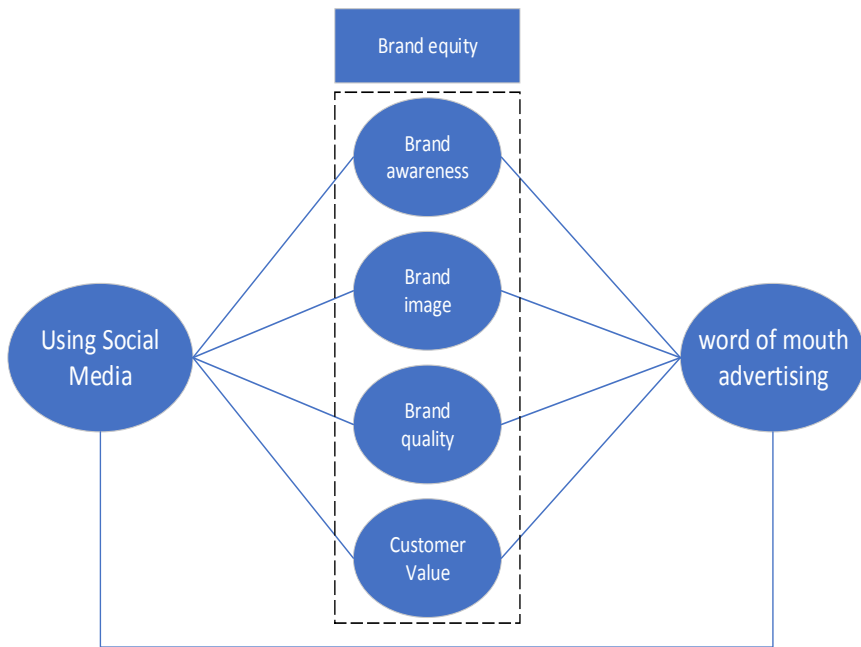 Brand equity
Brand
awareness
Brand
image
Using Social
Media
word of mouth
advertising
Brand
quality
Customer
Value